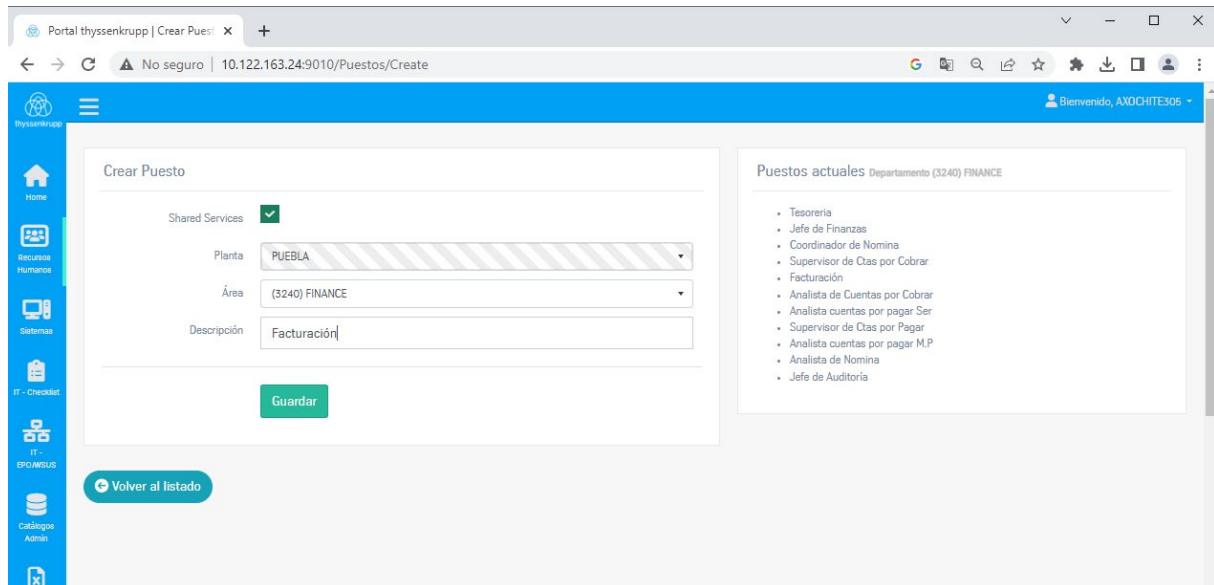 Portal thyssenkrupp | Crear Pues
No seguro | 10.122.163.24:9010/Puestos/Create
thyssenkrupp
Bienvenido, AXOCHITE305
Home
Recursos
Humanos
Sistemas
IT - Checklist
IT -
EPO/WSUS
Catálogos
Admin
Crear Puesto
Shared Services
Planta
PUEBLA
Área
(3240) FINANCE
Descripción
Facturación
Guardar
Volver al listado
Puestos actuales Departamento (3240) FINANCE
Tesoreria
Jefe de Finanzas
Coordinador de Nomina
Supervisor de Ctas por Cobrar
Facturación
Analista de Cuentas por Cobrar
Analista cuentas por pagar Ser
Supervisor de Ctas por Pagar
Analista cuentas por pagar M.P
Analista de Nomina
Jefe de Auditoría